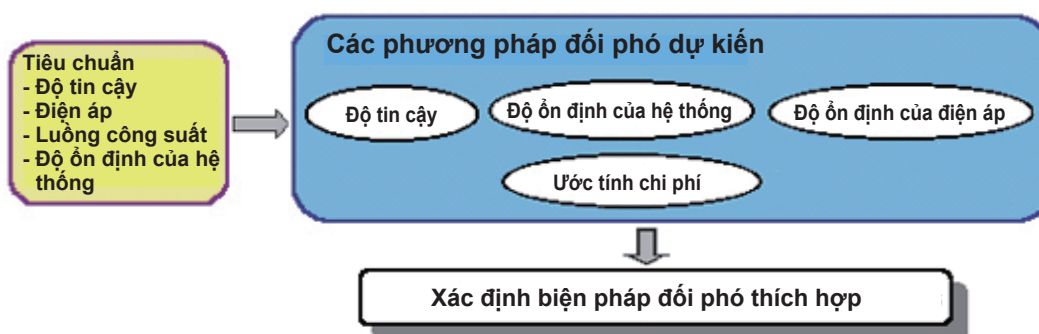 Tiêu chuẩn
- Độ tin cậy
- Điện áp
- Luồng công suất
- Độ ổn định của hệ
thống
Các phương pháp đối phó dự kiến
Độ tin cậy
Độ ổn định của hệ thống
Độ ổn định của điện áp
Ước tính chi phí
Xác định biện pháp đối phó thích hợp